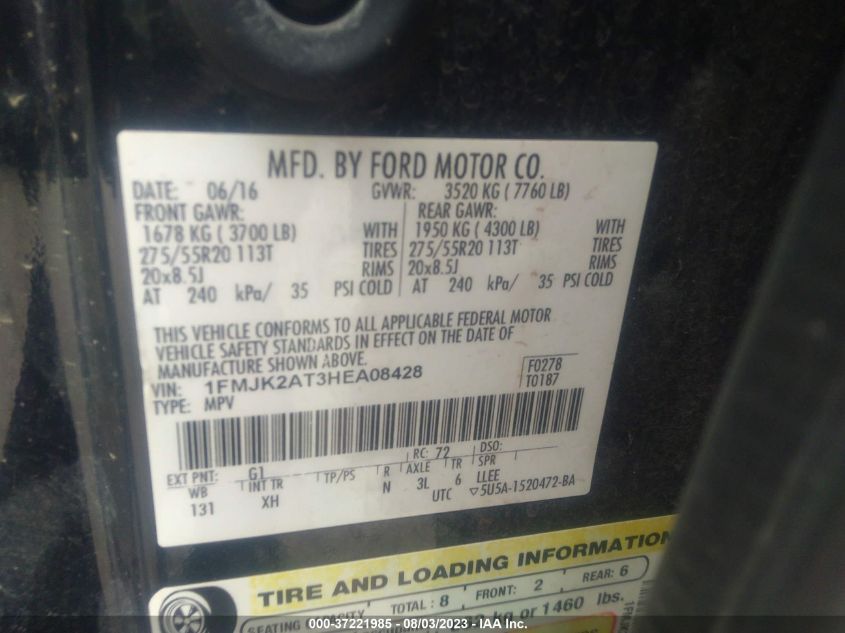 MFD. BY FORD MOTOR CO.
DATE: 06/16 GVWR: 3520 KG ( 7760 LB)
FRONT GAWR: REAR GAWR:
1678 KG ( 3700 LB) WITH 1950 KG ( 4300 LB) WITH
275/55R20 113T TIRES 275/55R20 113T TIRES
20x8.5J RIMS 20x8.5J RIMS
AT 240 kPa/ 35 PSI COLD AT 240 kPa/ 35 PSI COLD
THIS VEHICLE CONFORMS TO ALL APPLICABLE FEDERAL MOTOR
VEHICLE SAFETY STANDARDS IN EFFECT ON THE DATE OF
MANUFACTURE SHOWN ABOVE.
VIN: 1FMJK2AT3HEA08428 F0278
TYPE: MPV T0187
EXT PNT: G1 RC: 72 DSO:
WB INT TR TP/PS R AXLE TR SPR
131 XH N 3L 6 LLEE
UTC ▽5U5A-1520472-BA
TIRE AND LOADING INFORMATION
SEATING CAPACITY TOTAL: 8 FRONT: 2 REAR: 6
kg or 1460 lbs.
000-37221985 - 08/03/2023 - IAA Inc.